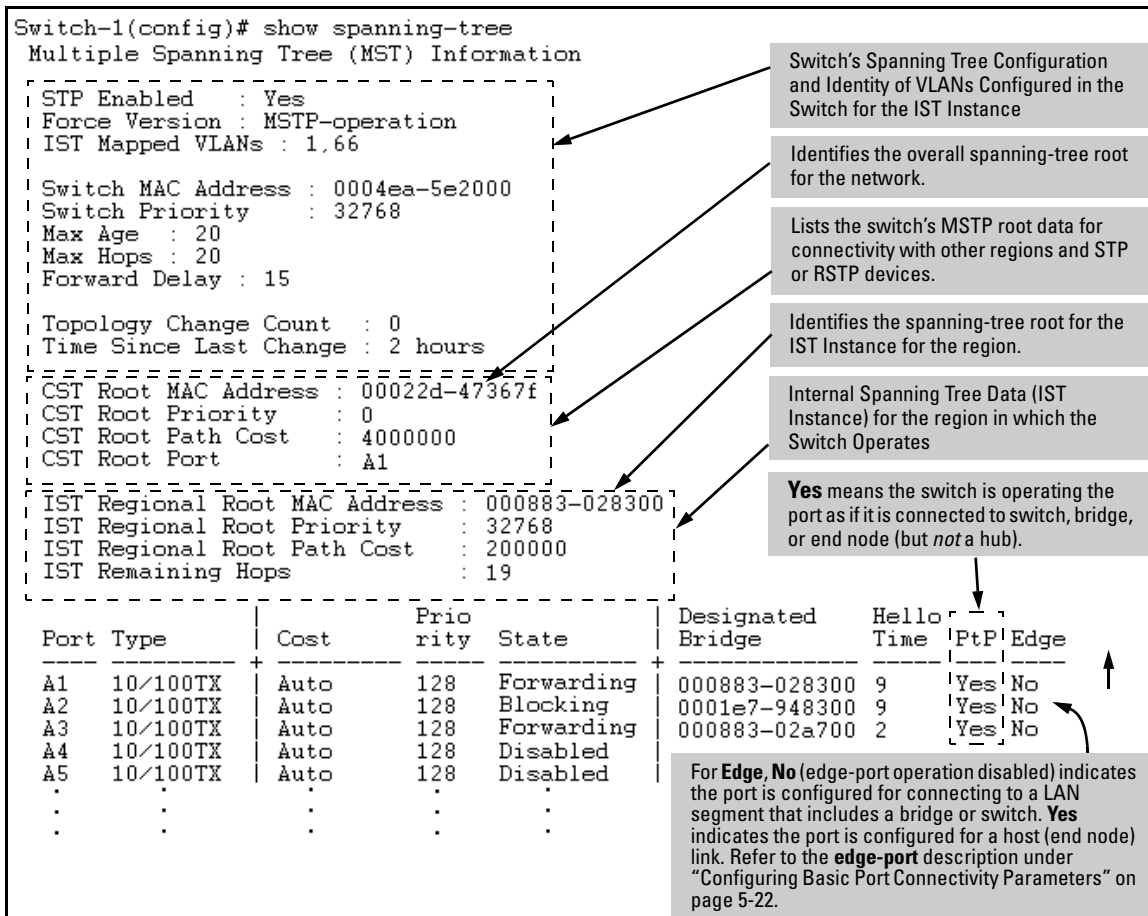 Switch-1(config)# show spanning-tree
Multiple Spanning Tree (MST) Information
STP Enabled : Yes
Force Version : MSTP-operation
IST Mapped VLANs : 1,66
Switch MAC Address : 0004ea-5e2000
Switch Priority : 32768
Max Age : 20
Max Hops : 20
Forward Delay : 15
Topology Change Count : 0
Time Since Last Change : 2 hours
CST Root MAC Address : 00022d-47367f
CST Root Priority : 0
CST Root Path Cost : 4000000
CST Root Port : A1
IST Regional Root MAC Address : 000883-028300
IST Regional Root Priority : 32768
IST Regional Root Path Cost : 200000
IST Remaining Hops : 19
Switch's Spanning Tree Configuration
and Identity of VLANs Configured in the
Switch for the IST Instance
Identifies the overall spanning-tree root
for the network.
Lists the switch's MSTP root data for
connectivity with other regions and STP
or RSTP devices.
Identifies the spanning-tree root for the
IST Instance for the region.
Internal Spanning Tree Data (IST
Instance) for the region in which the
Switch Operates
Yes means the switch is operating the
port as if it is connected to switch, bridge,
or end node (but not a hub).
| Prio | Designated Hello
Port Type | Cost rity State | Bridge Time PtP Edge
---- --------- + --------- ---- ---------- + ------------- ---- --- ----
A1 10/100TX | Auto 128 Forwarding | 000883-028300 9 Yes No
A2 10/100TX | Auto 128 Blocking | 0001e7-948300 9 Yes No
A3 10/100TX | Auto 128 Forwarding | 000883-02a700 2 Yes No
A4 10/100TX | Auto 128 Disabled |
A5 10/100TX | Auto 128 Disabled |
. . . . .
. . . . .
. . . . .
For Edge, No (edge-port operation disabled) indicates
the port is configured for connecting to a LAN
segment that includes a bridge or switch. Yes
indicates the port is configured for a host (end node)
link. Refer to the edge-port description under
"Configuring Basic Port Connectivity Parameters" on
page 5-22.